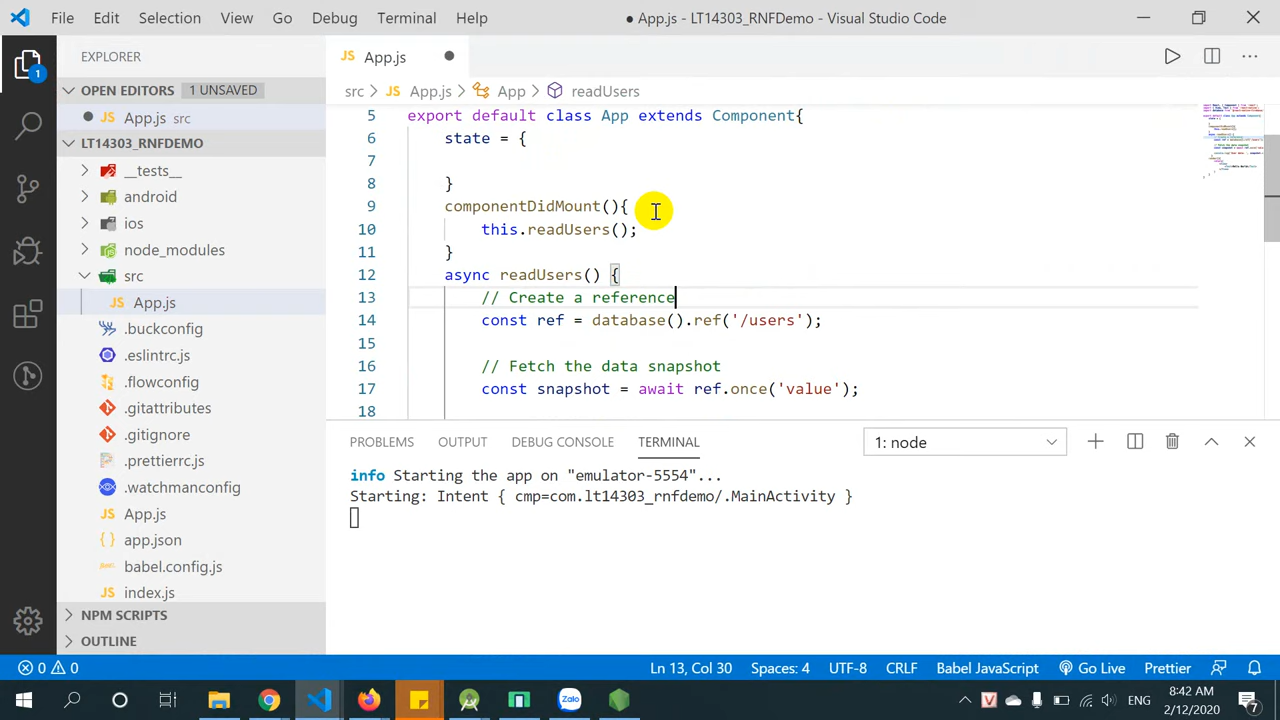 File Edit Selection View Go Debug Terminal Help ● App.js - LT14303_RNFDemo - Visual Studio Code
EXPLORER
OPEN EDITORS 1 UNSAVED
JS App.js src
LT14303_RNFDEMO
__tests__
android
ios
node_modules
src
JS App.js
.buckconfig
.eslintrc.js
.flowconfig
.gitattributes
.gitignore
.prettierrc.js
.watchmanconfig
JS App.js
app.json
babel.config.js
JS index.js
NPM SCRIPTS
OUTLINE
1
JS App.js
src > JS App.js > App > readUsers
5 export default class App extends Component{
6 state = {
7
8 }
9 componentDidMount(){
10 this.readUsers();
11 }
12 async readUsers() {
13 // Create a reference
14 const ref = database().ref('/users');
15
16 // Fetch the data snapshot
17 const snapshot = await ref.once('value');
18
PROBLEMS OUTPUT DEBUG CONSOLE TERMINAL 1: node
info Starting the app on "emulator-5554"...
Starting: Intent { cmp=com.lt14303_rnfdemo/.MainActivity }
0 0 Ln 13, Col 30 Spaces: 4 UTF-8 CRLF Babel JavaScript Go Live Prettier
Zalo ENG 8:42 AM
2/12/2020 7